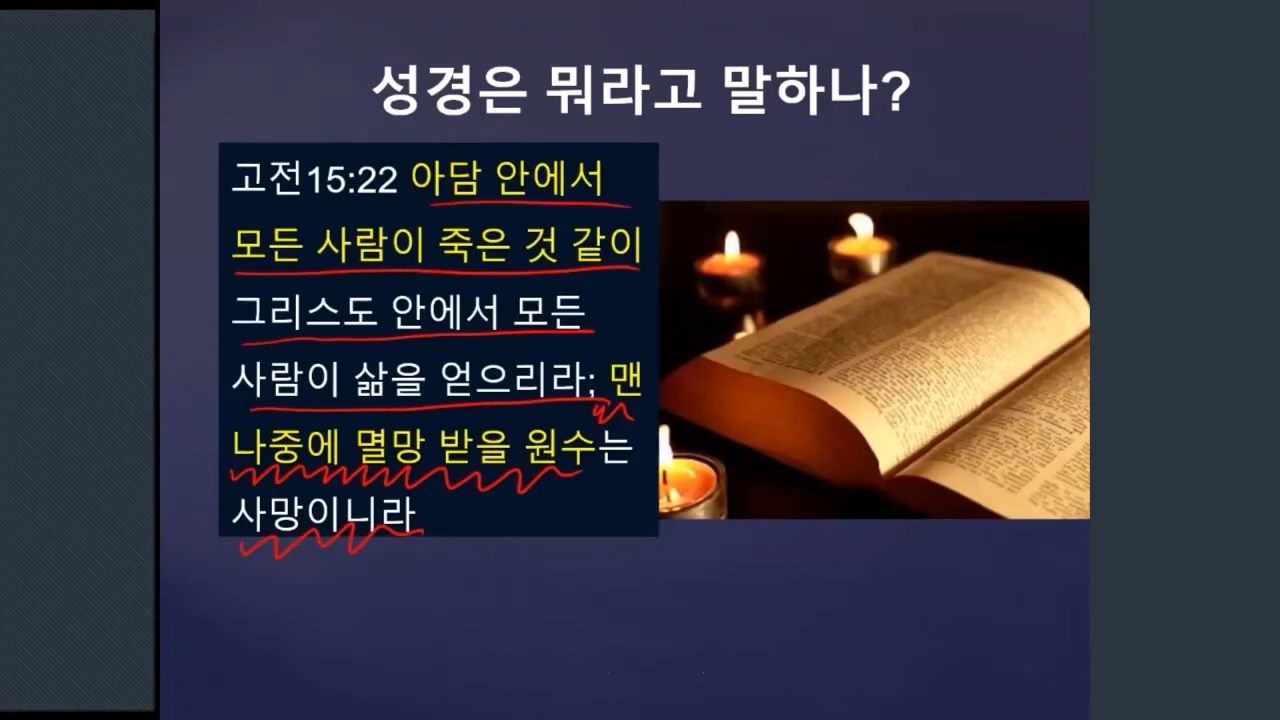 성경은 뭐라고 말하나?
고전15:22 아담 안에서
모든 사람이 죽은 것 같이
그리스도 안에서 모든
사람이 삶을 얻으리라; 맨
나중에 멸망 받을 원수는
사망이니라